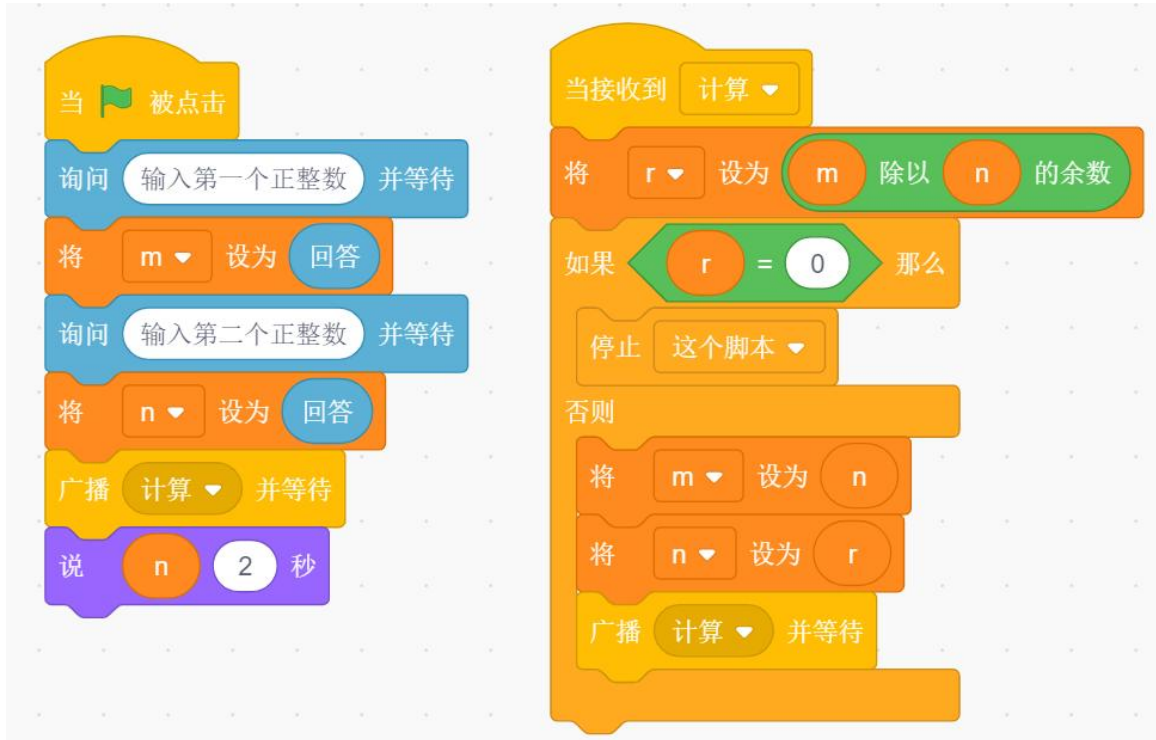 当 被点击
询问 输入第一个正整数 并等待
将 m 设为 回答
询问 输入第二个正整数 并等待
将 n 设为 回答
广播 计算 并等待
说 n 2 秒
当接收到 计算
将 r 设为 m 除以 n 的余数
如果 r = 0 那么
停止 这个脚本
否则
将 m 设为 n
将 n 设为 r
广播 计算 并等待